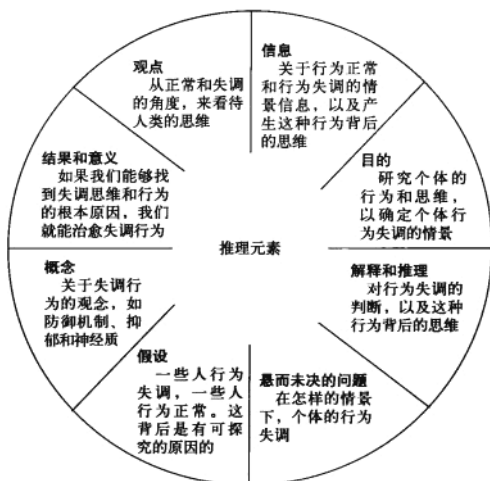 观点
从正常和失调
的角度，来看待
人类的思维
信息
关于行为正常
和行为失调的情
景信息，以及产
生这种行为背后
的思维
目的
研究个体的
行为和思维，
以确定个体行
为失调的情景
解释和推理
对行为失调的
判断，以及这种
行为背后的思维
悬而未决的问题
在怎样的情景
下，个体的行为
失调
假设
一些人行为
失调，一些人
行为正常。这
背后是有可探
究的原因的
概念
关于失调行
为的观念，如
防御机制、抑
郁和神经质
结果和意义
如果我们能够找
到失调思维和行为
的根本原因，我们
就能治愈失调行为
推理元素